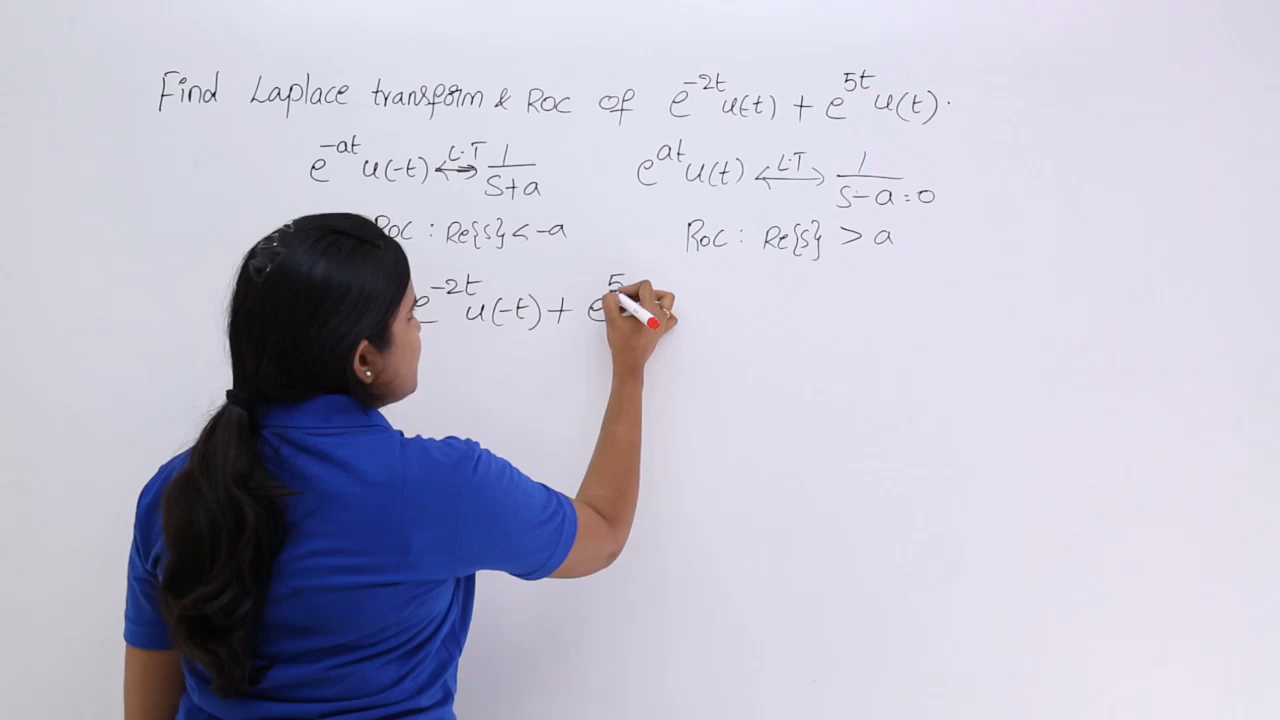 Find Laplace transform & ROC of e^{-2t} u(-t) + e^{5t} u(t).
e^{-at} u(-t) ⟷ L.T 1/(S+a)    e^{at} u(t) ⟷ L.T 1/(S-a=0)
ROC : Re{s} < -a    ROC : Re{s} > a
e^{-2t} u(-t) + e^5